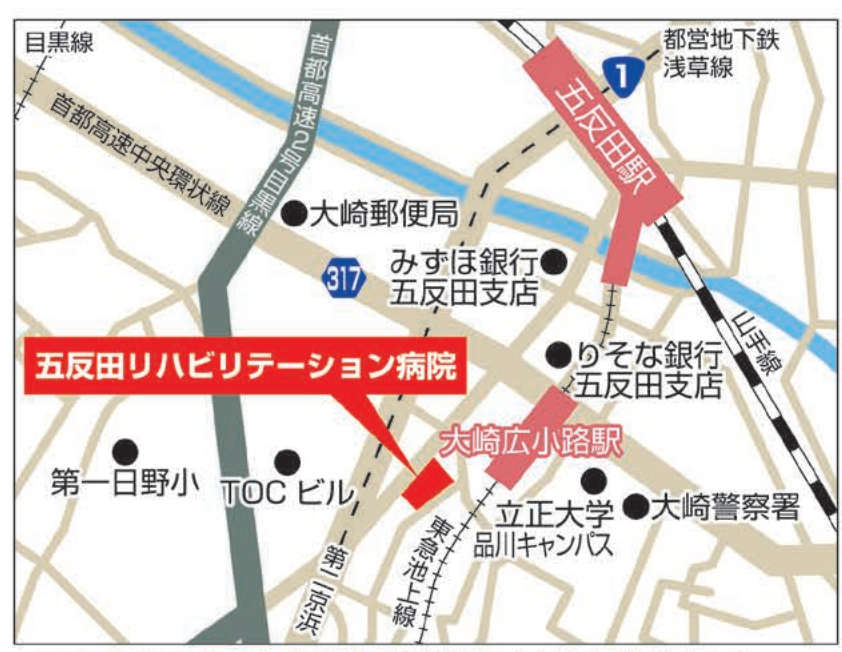 目黒線
首都高速2号目黒線
都営地下鉄
浅草線
1
五反田駅
首都高速中央環状線
大崎郵便局
317
みずほ銀行
五反田支店
山手線
りそな銀行
五反田支店
五反田リハビリテーション病院
大崎広小路駅
第一日野小
TOC ビル
立正大学
品川キャンパス
大崎警察署
東急池上線
第二京浜